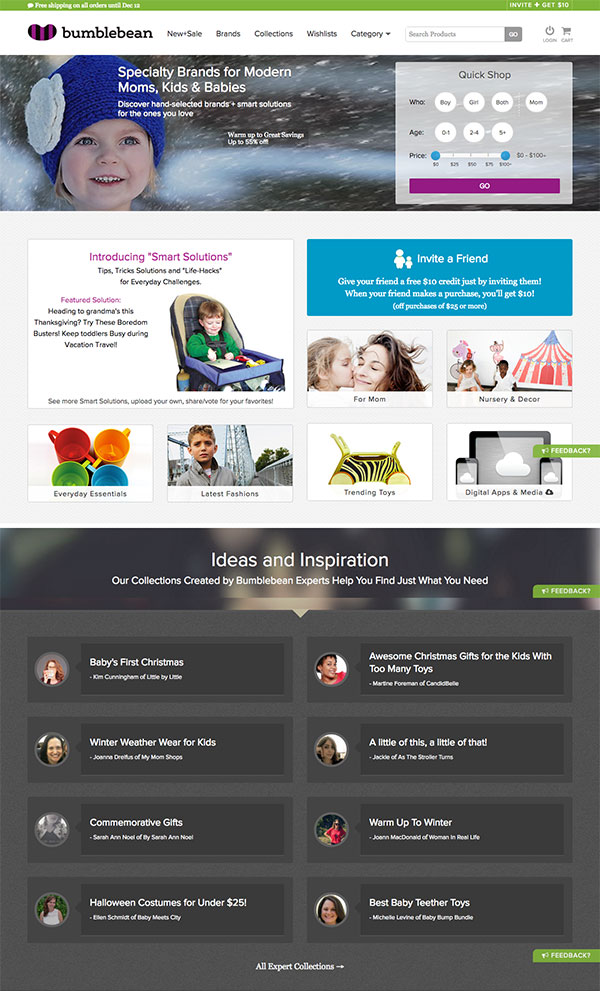 Free shipping on all orders until Dec 12
INVITE + GET $10
bumblebean
New+Sale
Brands
Collections
Wishlists
Category
Search Products
GO
LOGIN
CART
Specialty Brands for Modern
Moms, Kids & Babies
Discover hand-selected brands + smart solutions
for the ones you love
Warm up to Great Savings
Up to 55% off!
Quick Shop
Who:
Boy
Girl
Both
Mom
Age:
0-1
2-4
5+
Price:
$0 - $100+
$0
$25
$50
$75
$100+
GO
Introducing "Smart Solutions"
Tips, Tricks Solutions and "Life-Hacks"
for Everyday Challenges.
Featured Solution:
Heading to grandma's this
Thanksgiving? Try These Boredom
Busters! Keep toddlers Busy during
Vacation Travel!
See more Smart Solutions, upload your own, share/vote for your favorites!
Invite a Friend
Give your friend a free $10 credit just by inviting them!
When your friend makes a purchase, you'll get $10!
(off purchases of $25 or more)
For Mom
Nursery & Decor
FEEDBACK?
Everyday Essentials
Latest Fashions
Trending Toys
Digital Apps & Media
Ideas and Inspiration
Our Collections Created by Bumblebean Experts Help You Find Just What You Need
FEEDBACK?
Baby's First Christmas
- Kim Cunningham of Little by Little
Awesome Christmas Gifts for the Kids With
Too Many Toys
- Martine Foreman of CandidBelle
Winter Weather Wear for Kids
- Joanna Dreifus of My Mom Shops
A little of this, a little of that!
- Jackie of As The Stroller Turns
Commemorative Gifts
- Sarah Ann Noel of By Sarah Ann Noel
Warm Up To Winter
- Joann MacDonald of Woman In Real Life
Halloween Costumes for Under $25!
- Ellen Schmidt of Baby Meets City
Best Baby Teether Toys
- Michelle Levine of Baby Bump Bundle
FEEDBACK?
All Expert Collections →